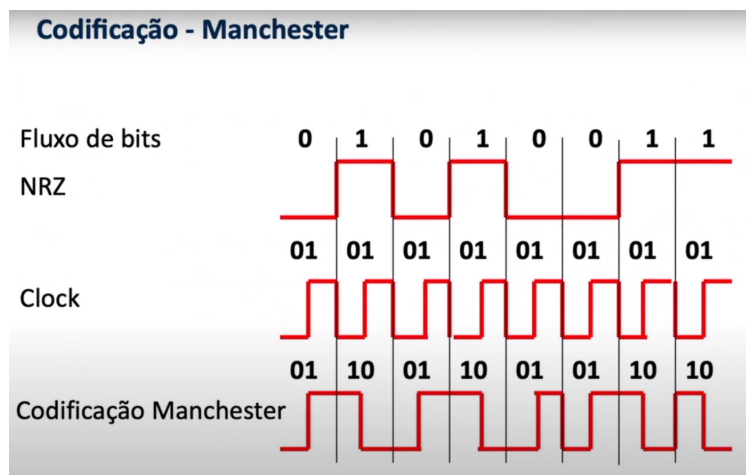 Codificação - Manchester
Fluxo de bits 0 1 0 1 0 0 1 1
NRZ
01 01 01 01 01 01 01 01
Clock
01 10 01 10 01 01 10 10
Codificação Manchester